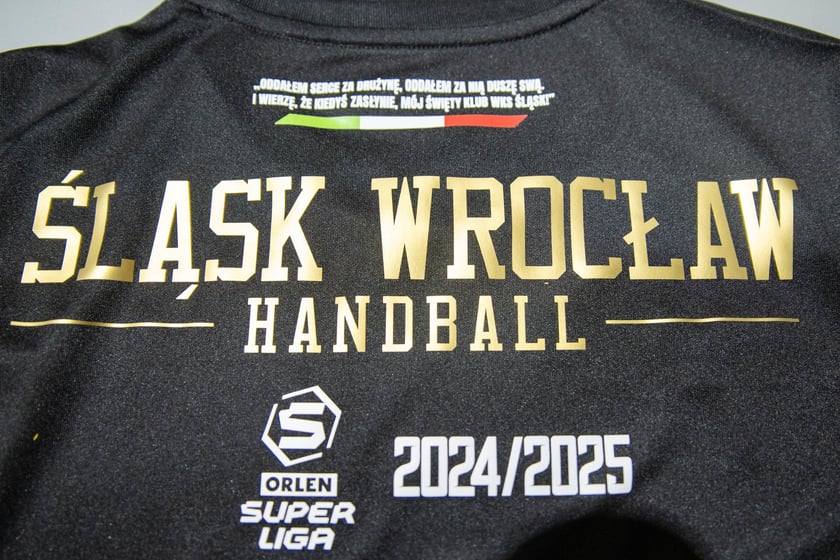 „ODDAŁEM SERCE ZA DRUŻYNĘ, ODDAŁEM ZA NIĄ DUSZĘ SWĄ.
I WIERZĘ, ŻE KIEDYŚ ZASŁYNIE, MÓJ ŚWIĘTY KLUB WKS ŚLĄSK!"
ŚLĄSK WROCŁAW
HANDBALL
S
ORLEN
SUPER
LIGA
2024/2025